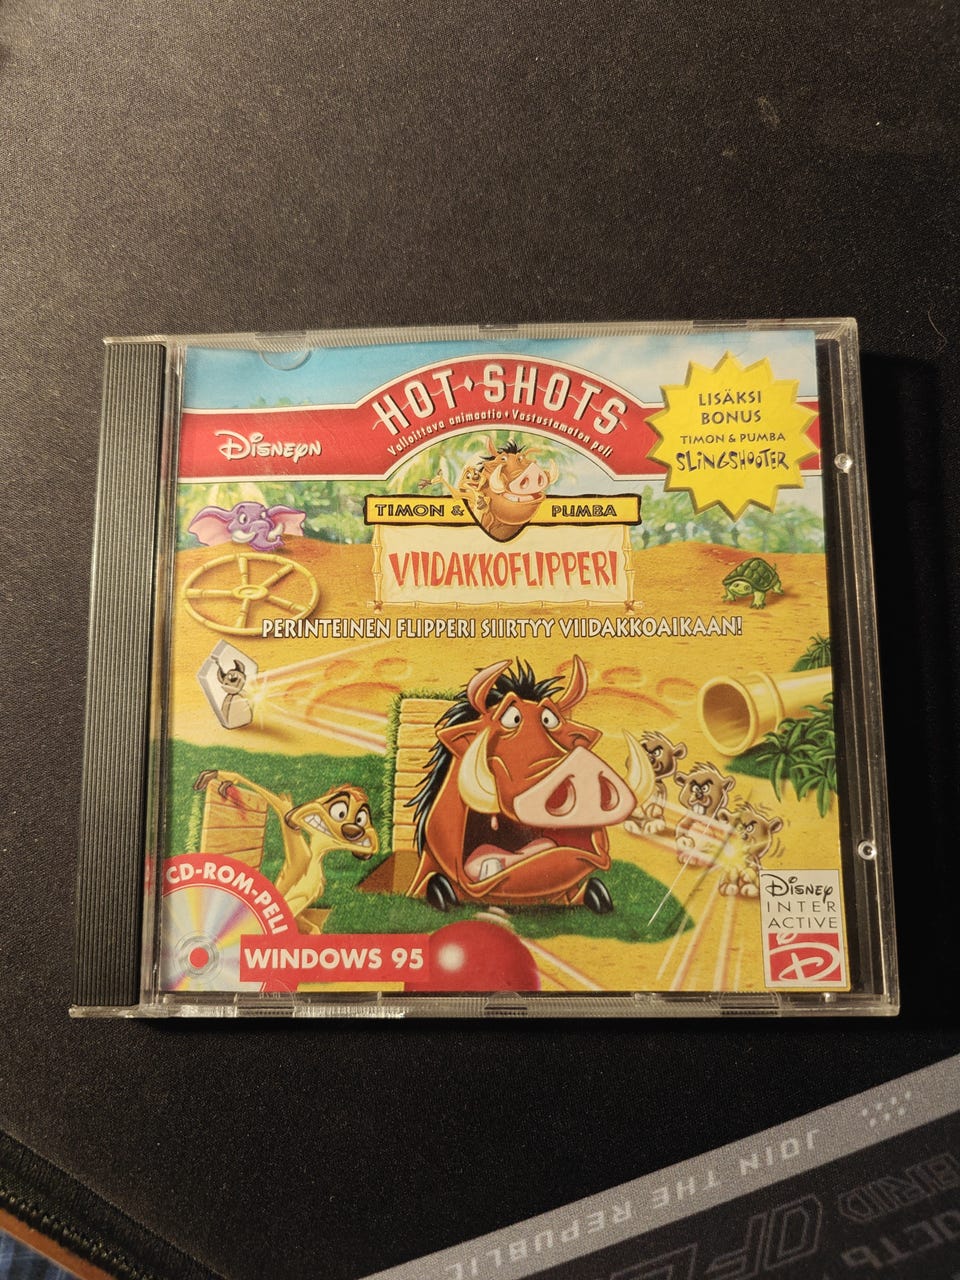 HOT·SHOTS
Valloittava animaatio • Vastustamaton peli
DISNEYN
LISÄKSI
BONUS
TIMON & PUMBA
SLINGSHOOTER
TIMON & PUMBA
VIIDAKKOFLIPPERI
PERINTEINEN FLIPPERI SIIRTYY VIIDAKKOAIKAAN!
CD-ROM-PELI
WINDOWS 95
DISNEY
INTER
ACTIVE
D
JOIN THE REPUBLIC